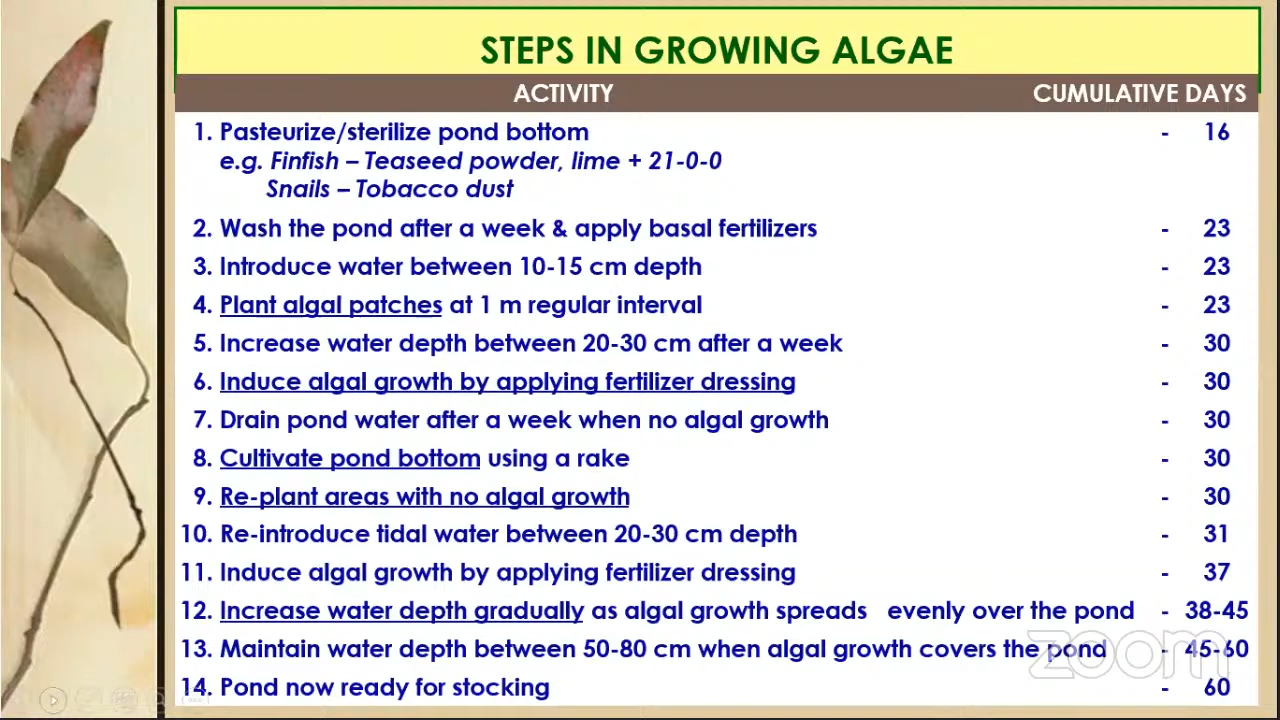 STEPS IN GROWING ALGAE
ACTIVITY CUMULATIVE DAYS
1. Pasteurize/sterilize pond bottom - 16
e.g. Finfish – Teaseed powder, lime + 21-0-0
Snails – Tobacco dust
2. Wash the pond after a week & apply basal fertilizers - 23
3. Introduce water between 10-15 cm depth - 23
4. Plant algal patches at 1 m regular interval - 23
5. Increase water depth between 20-30 cm after a week - 30
6. Induce algal growth by applying fertilizer dressing - 30
7. Drain pond water after a week when no algal growth - 30
8. Cultivate pond bottom using a rake - 30
9. Re-plant areas with no algal growth - 30
10. Re-introduce tidal water between 20-30 cm depth - 31
11. Induce algal growth by applying fertilizer dressing - 37
12. Increase water depth gradually as algal growth spreads evenly over the pond - 38-45
13. Maintain water depth between 50-80 cm when algal growth covers the pond - 45-60
zoom
14. Pond now ready for stocking - 60